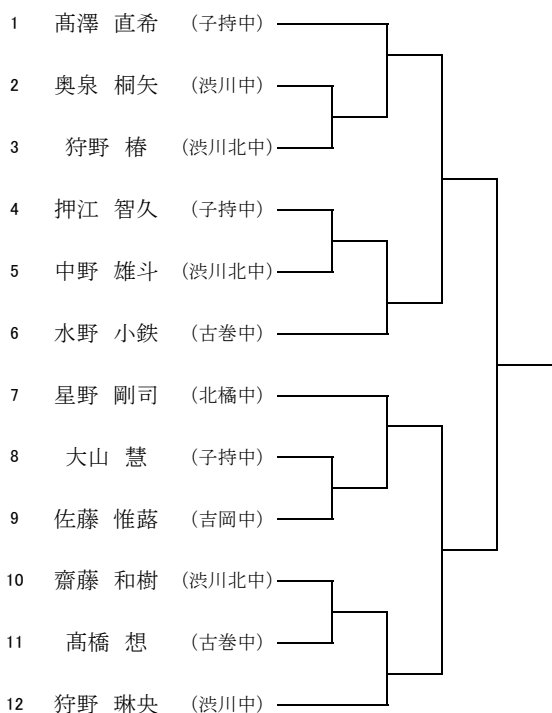 1 髙澤 直希 (子持中)
2 奥泉 桐矢 (渋川中)
3 狩野 椿 (渋川北中)
4 押江 智久 (子持中)
5 中野 雄斗 (渋川北中)
6 水野 小鉄 (古巻中)
7 星野 剛司 (北橘中)
8 大山 慧 (子持中)
9 佐藤 惟蕗 (吉岡中)
10 齋藤 和樹 (渋川北中)
11 髙橋 想 (古巻中)
12 狩野 琳央 (渋川中)